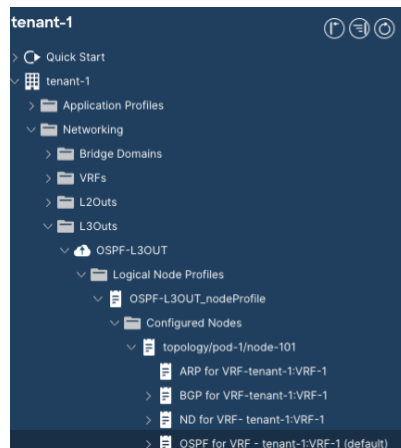 tenant-1
Quick Start
tenant-1
Application Profiles
Networking
Bridge Domains
VRFs
L2Outs
L3Outs
OSPF-L3OUT
Logical Node Profiles
OSPF-L3OUT_nodeProfile
Configured Nodes
topology/pod-1/node-101
ARP for VRF-tenant-1:VRF-1
BGP for VRF-tenant-1:VRF-1
ND for VRF- tenant-1:VRF-1
OSPF for VRF - tenant-1:VRF-1 (default)